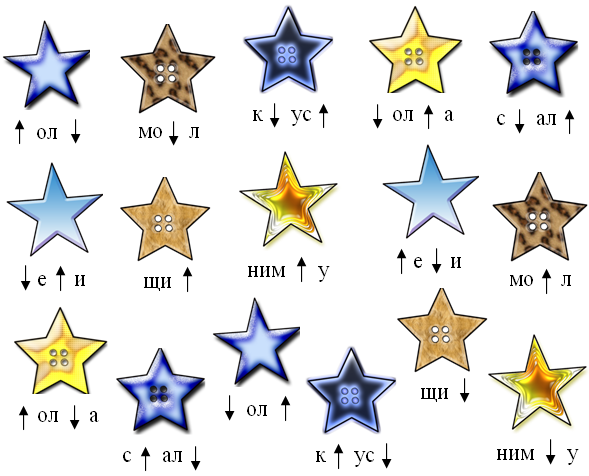 ↑ ол ↓ мо ↓ л к ↓ ус ↑ ↓ ол ↑ а с ↓ ал ↑
↓ е ↑ и щи ↑ ним ↑ у ↑ е ↓ и мо ↑ л
↑ ол ↓ а с ↑ ал ↓ ↓ ол ↑ к ↑ ус ↓ щи ↓ ним ↓ у